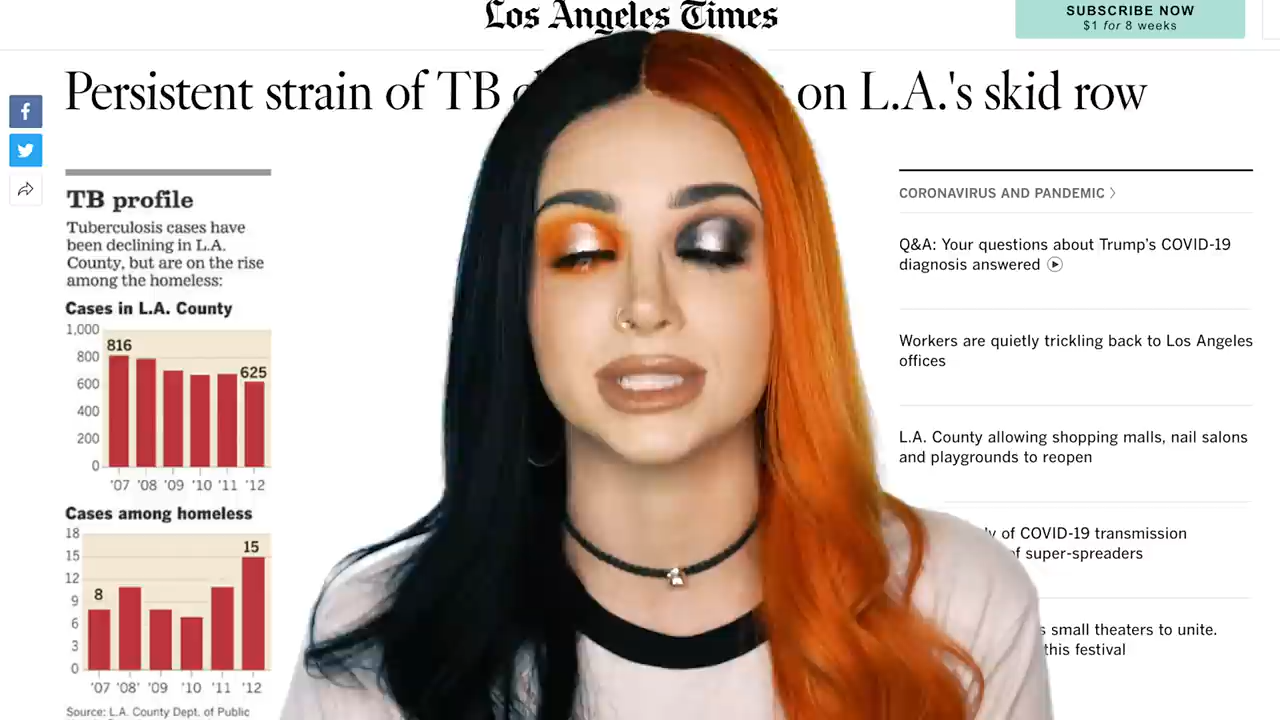 Los Angeles Times
SUBSCRIBE NOW
$1 for 8 weeks
Persistent strain of TB on L.A.'s skid row
f
TB profile
Tuberculosis cases have
been declining in L.A.
County, but are on the rise
among the homeless:
Cases in L.A. County
1,000
800
600
400
200
0
816
625
'07 '08 '09 '10 '11 '12
Cases among homeless
18
15
12
9
6
3
0
8
15
'07 '08' '09 '10 '11 '12
Source: L.A. County Dept. of Public
CORONAVIRUS AND PANDEMIC >
Q&A: Your questions about Trump's COVID-19
diagnosis answered
Workers are quietly trickling back to Los Angeles
offices
L.A. County allowing shopping malls, nail salons
and playgrounds to reopen
of COVID-19 transmission
of super-spreaders
small theaters to unite.
this festival